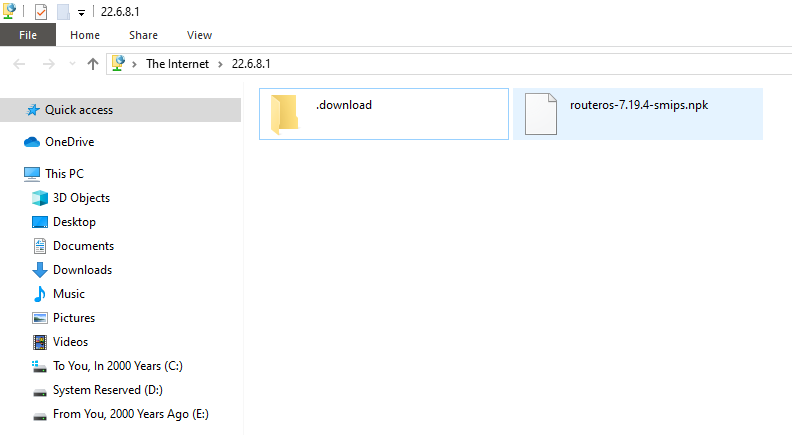 22.6.8.1
File Home Share View
The Internet 22.6.8.1
Quick access
.download
routeros-7.19.4-smips.npk
OneDrive
This PC
3D Objects
Desktop
Documents
Downloads
Music
Pictures
Videos
To You, In 2000 Years (C:)
System Reserved (D:)
From You, 2000 Years Ago (E:)